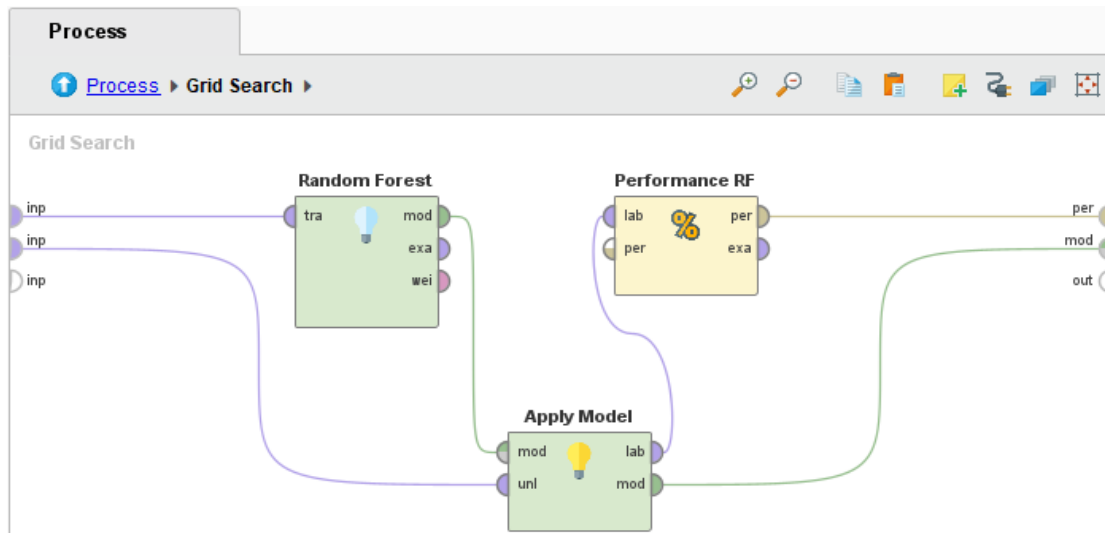 Process
Process Grid Search
Grid Search
Random Forest
Performance RF
inp
tra mod
lab per
per
inp
exa
per exa
mod
inp
wei
out
Apply Model
mod lab
unl mod